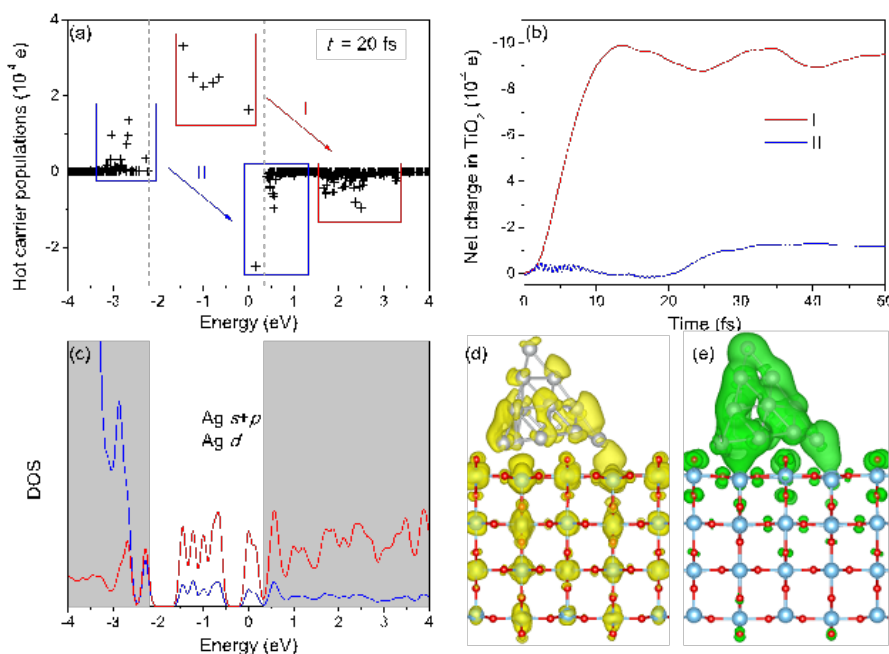 (a)
t = 20 fs
I
II
Hot carrier populations (10⁻⁴ e)
4
2
0
2
-4 -3 -2 -1 0 1 2 3 4
Energy (eV)
(b)
I
II
Net charge in TiO₂ (10⁻² e)
-10
-8
-6
-4
-2
0
0 10 20 30 40 50
Time (fs)
(c)
Ag s+p
Ag d
DOS
-4 -3 -2 -1 0 1 2 3 4
Energy (eV)
(d)
(e)